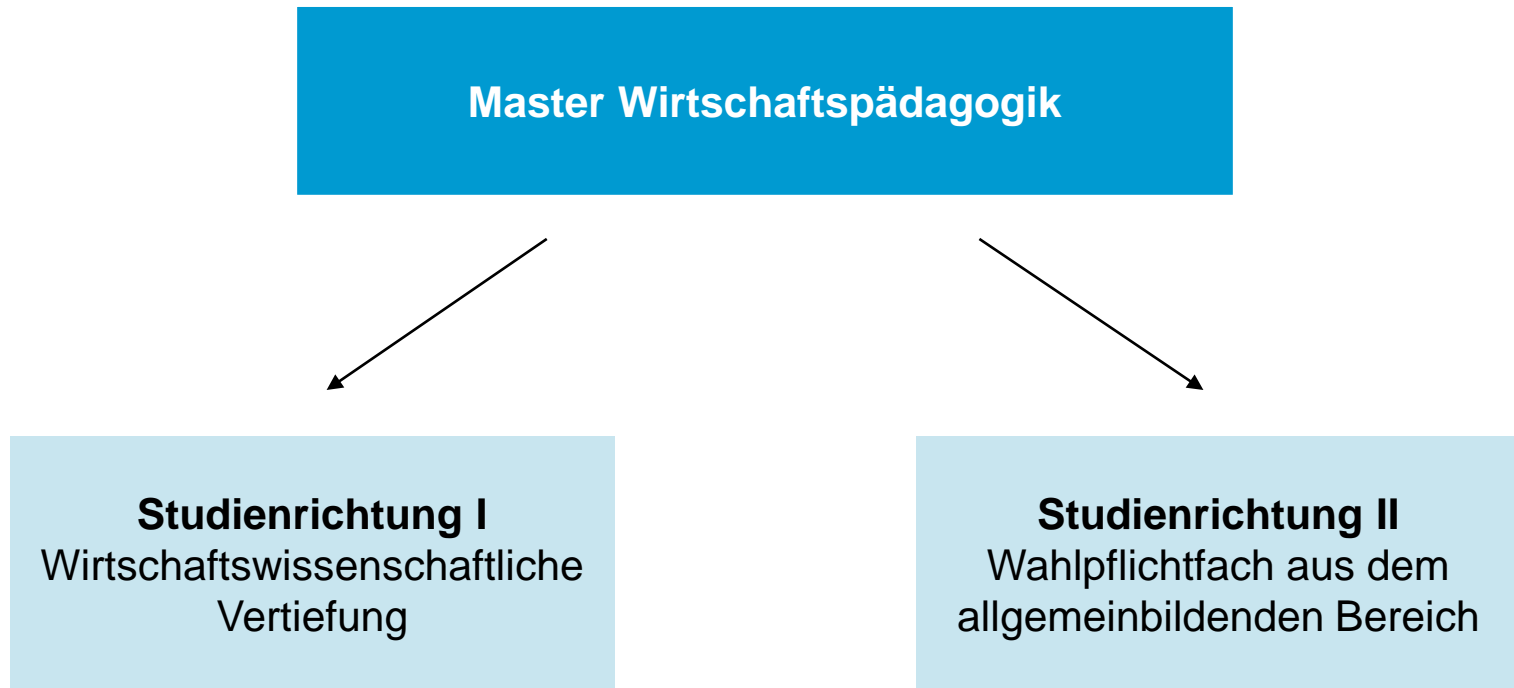 Master Wirtschaftspädagogik
Studienrichtung I
Wirtschaftswissenschaftliche
Vertiefung
Studienrichtung II
Wahlpflichtfach aus dem
allgemeinbildenden Bereich